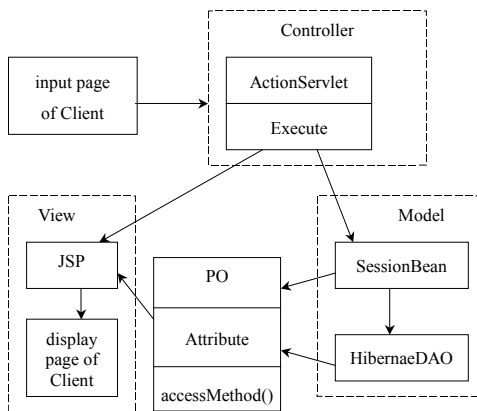 Controller
input page
of Client
ActionServlet
Execute
View
Model
JSP
PO
SessionBean
display
page of
Client
Attribute
HibernaeDAO
accessMethod()